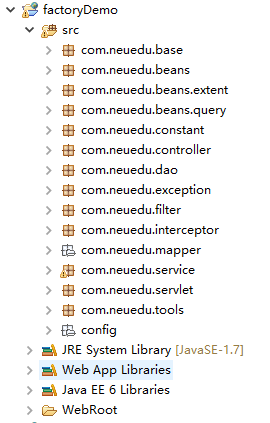 factoryDemo
src
com.neuedu.base
com.neuedu.beans
com.neuedu.beans.extent
com.neuedu.beans.query
com.neuedu.constant
com.neuedu.controller
com.neuedu.dao
com.neuedu.exception
com.neuedu.filter
com.neuedu.interceptor
com.neuedu.mapper
com.neuedu.service
com.neuedu.servlet
com.neuedu.tools
config
JRE System Library [JavaSE-1.7]
Web App Libraries
Java EE 6 Libraries
WebRoot